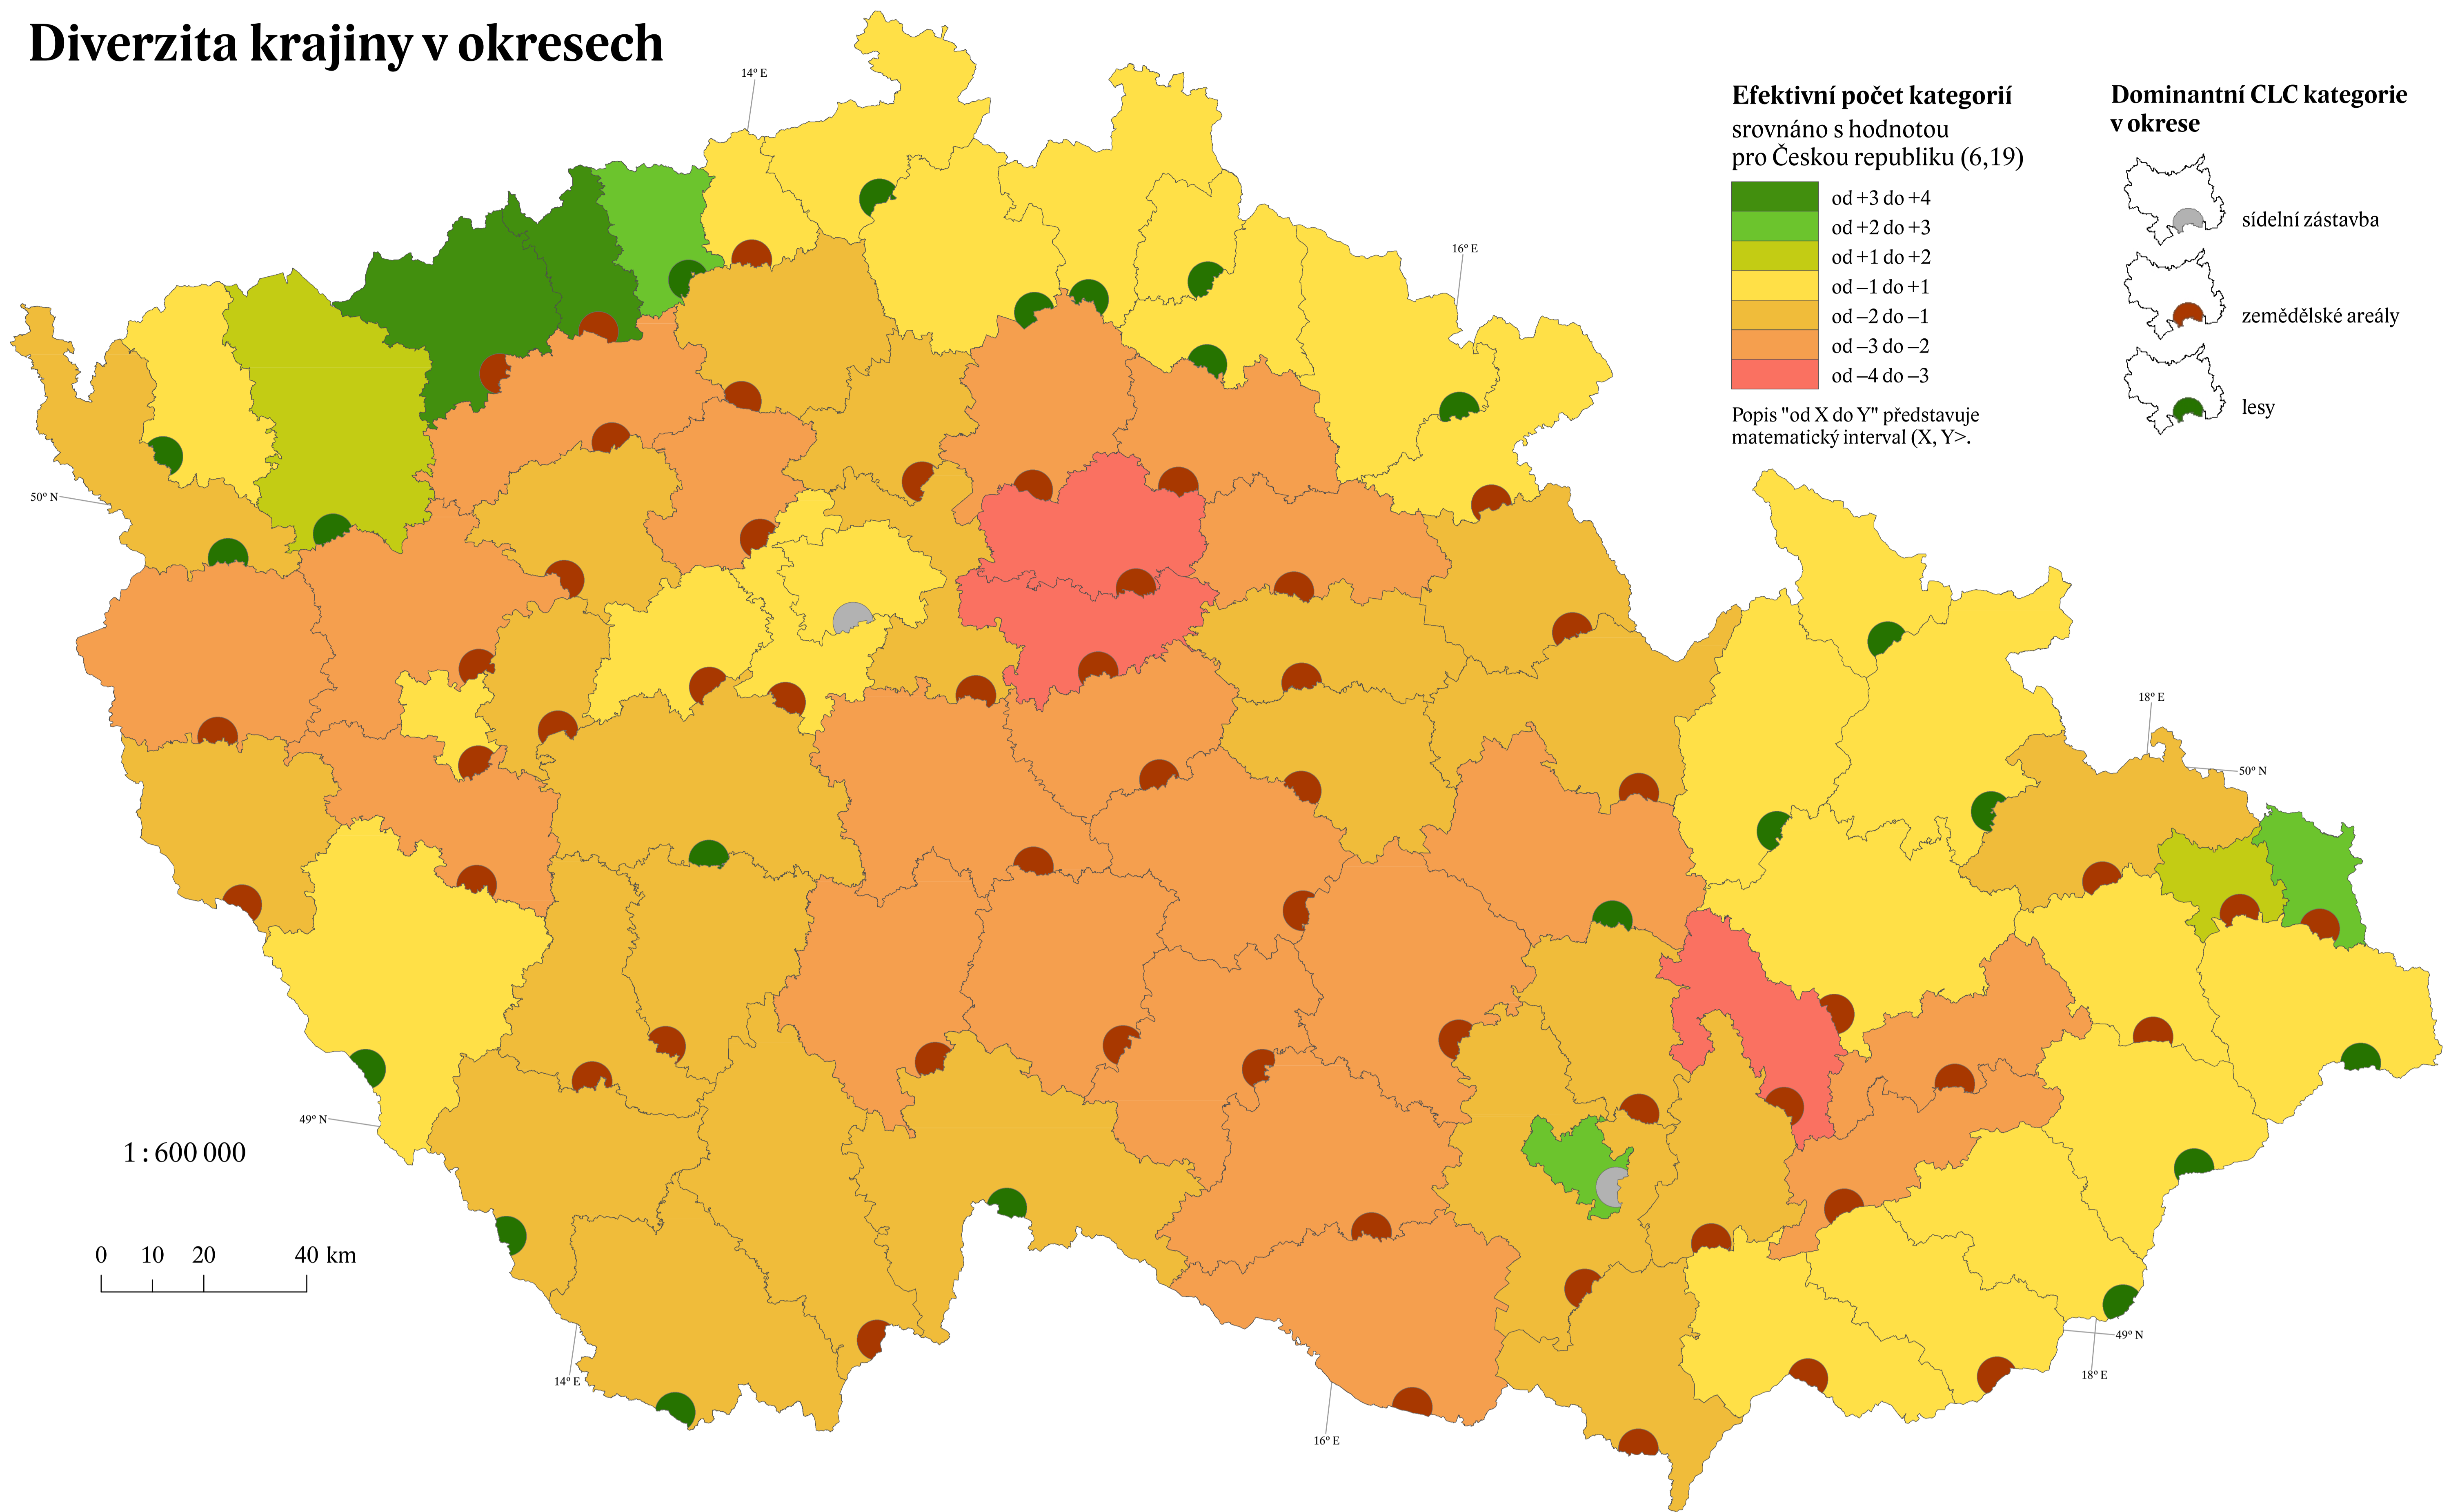 Diverzita krajiny v okresech
Efektivní počet kategorií
srovnáno s hodnotou
pro Českou republiku (6,19)
od +3 do +4
od +2 do +3
od +1 do +2
od –1 do +1
od –2 do –1
od –3 do –2
od –4 do –3
Popis "od X do Y" představuje
matematický interval (X, Y>.
Dominantní CLC kategorie
v okrese
sídelní zástavba
zemědělské areály
lesy
14° E
16° E
50° N
18° E
50° N
49° N
1 : 600 000
0 10 20 40 km
14° E
16° E
49° N
18° E